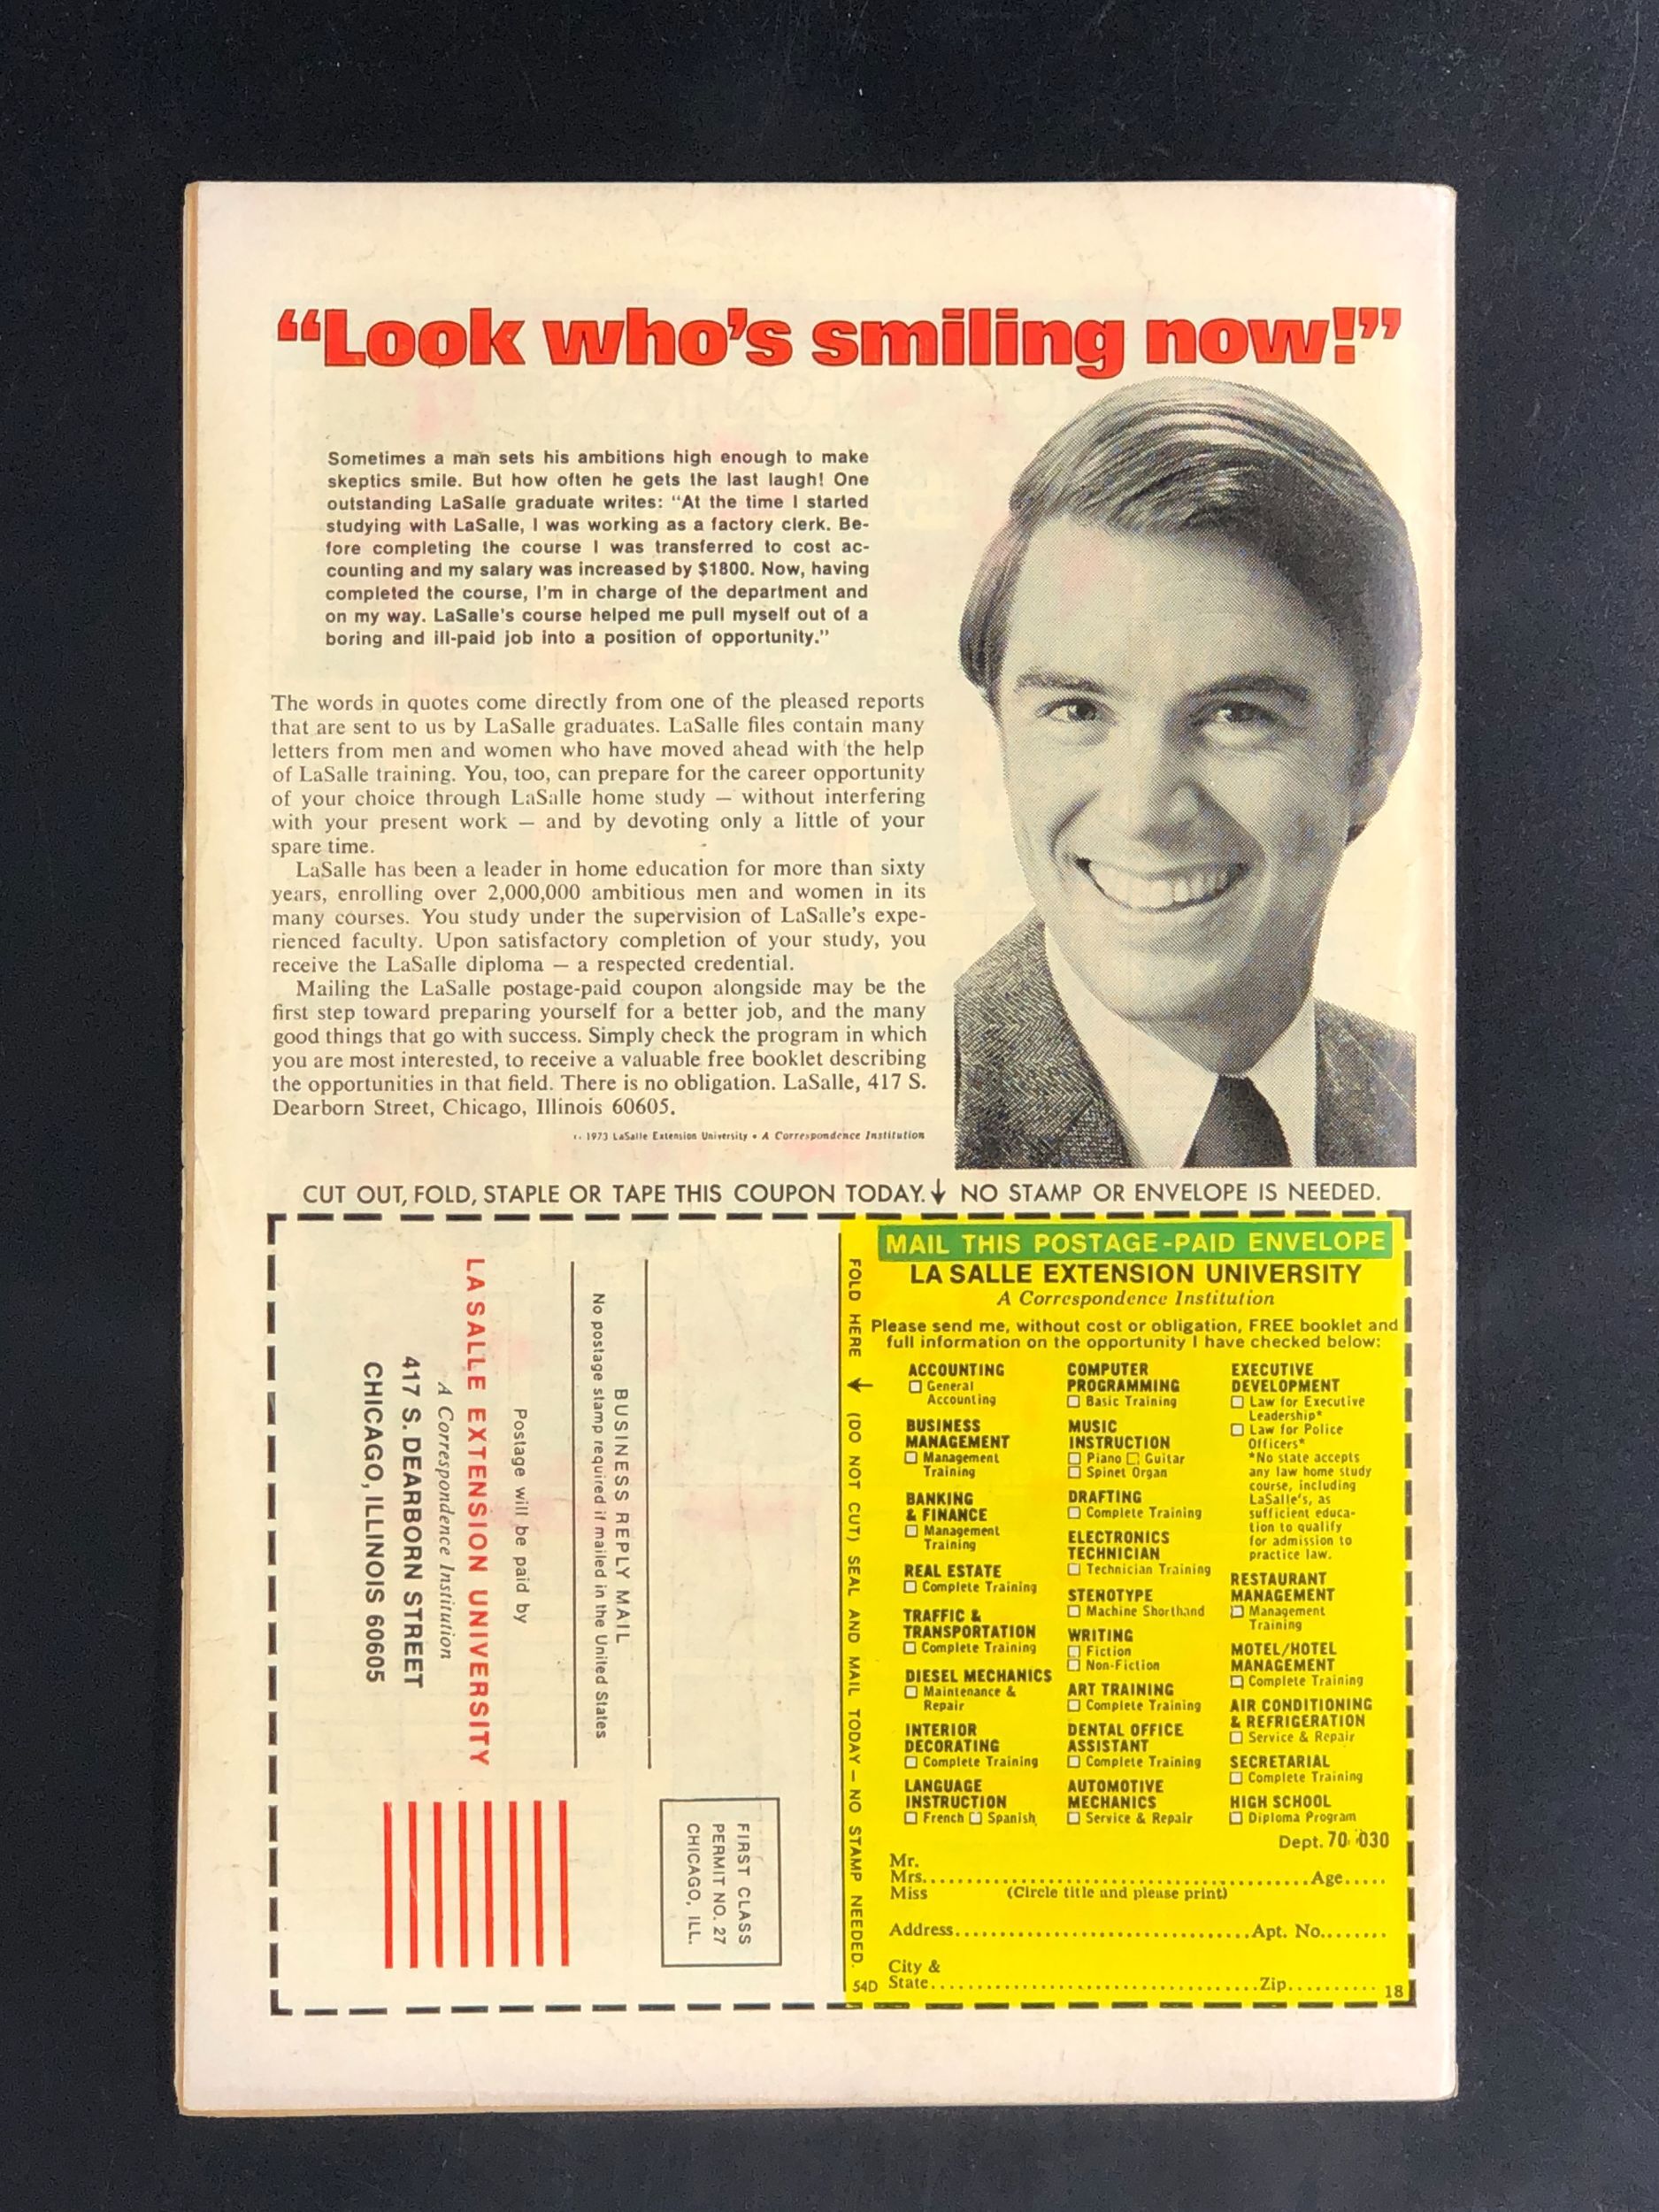 “Look who’s smiling now!”
Sometimes a man sets his ambitions high enough to make
skeptics smile. But how often he gets the last laugh! One
outstanding LaSalle graduate writes: “At the time I started
studying with LaSalle, I was working as a factory clerk. Be-
fore completing the course I was transferred to cost ac-
counting and my salary was increased by $1800. Now, having
completed the course, I'm in charge of the department and
on my way. LaSalle's course helped me pull myself out of a
boring and ill-paid job into a position of opportunity.”
The words in quotes come directly from one of the pleased reports
that are sent to us by LaSalle graduates. LaSalle files contain many
letters from men and women who have moved ahead with the help
of LaSalle training. You, too, can prepare for the career opportunity
of your choice through LaSalle home study — without interfering
with your present work — and by devoting only a little of your
spare time.
LaSalle has been a leader in home education for more than sixty
years, enrolling over 2,000,000 ambitious men and women in its
many courses. You study under the supervision of LaSalle's expe-
rienced faculty. Upon satisfactory completion of your study, you
receive the LaSalle diploma — a respected credential.
Mailing the LaSalle postage-paid coupon alongside may be the
first step toward preparing yourself for a better job, and the many
good things that go with success. Simply check the program in which
you are most interested, to receive a valuable free booklet describing
the opportunities in that field. There is no obligation. LaSalle, 417 S.
Dearborn Street, Chicago, Illinois 60605.
1973 LaSalle Extension University • A Correspondence Institution
CUT OUT, FOLD, STAPLE OR TAPE THIS COUPON TODAY. ↓ NO STAMP OR ENVELOPE IS NEEDED.
FIRST CLASS
PERMIT NO. 27
CHICAGO, ILL.
BUSINESS REPLY MAIL
No postage stamp required if mailed in the United States
Postage will be paid by
LA SALLE EXTENSION UNIVERSITY
A Correspondence Institution
417 S. DEARBORN STREET
CHICAGO, ILLINOIS 60605
FOLD HERE ↓ (DO NOT CUT) SEAL AND MAIL TODAY — NO STAMP NEEDED.
MAIL THIS POSTAGE-PAID ENVELOPE
LA SALLE EXTENSION UNIVERSITY
A Correspondence Institution
Please send me, without cost or obligation, FREE booklet and
full information on the opportunity I have checked below:
ACCOUNTING
☐ General
Accounting
BUSINESS
MANAGEMENT
☐ Management
Training
BANKING
& FINANCE
☐ Management
Training
REAL ESTATE
☐ Complete Training
TRAFFIC &
TRANSPORTATION
☐ Complete Training
DIESEL MECHANICS
☐ Maintenance &
Repair
INTERIOR
DECORATING
☐ Complete Training
LANGUAGE
INSTRUCTION
☐ French ☐ Spanish
COMPUTER
PROGRAMMING
☐ Basic Training
MUSIC
INSTRUCTION
☐ Piano ☐ Guitar
☐ Spinet Organ
DRAFTING
☐ Complete Training
ELECTRONICS
TECHNICIAN
☐ Technician Training
STENOTYPE
☐ Machine Shorthand
WRITING
☐ Fiction
☐ Non-Fiction
ART TRAINING
☐ Complete Training
DENTAL OFFICE
ASSISTANT
☐ Complete Training
AUTOMOTIVE
MECHANICS
☐ Service & Repair
EXECUTIVE
DEVELOPMENT
☐ Law for Executive
Leadership*
☐ Law for Police
Officers*
*No state accepts
any law home study
course, including
LaSalle's, as
sufficient educa-
tion to qualify
for admission to
practice law.
RESTAURANT
MANAGEMENT
☐ Management
Training
MOTEL/HOTEL
MANAGEMENT
☐ Complete Training
AIR CONDITIONING
& REFRIGERATION
☐ Service & Repair
SECRETARIAL
☐ Complete Training
HIGH SCHOOL
☐ Diploma Program
Dept. 70-030
Mr.
Mrs. Age
Miss (Circle title and please print)
Address Apt. No.
City &
State Zip
54D
18